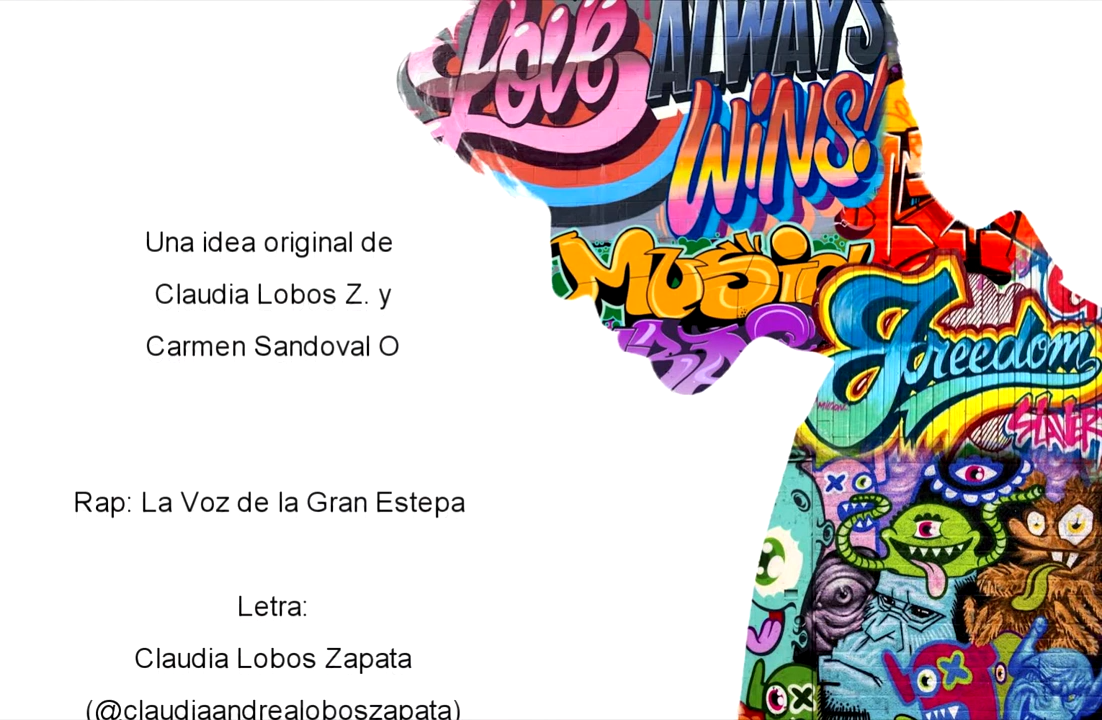 Love ALWAYS
WINS!
MUSIC
Freedom
Una idea original de
Claudia Lobos Z. y
Carmen Sandoval O
Rap: La Voz de la Gran Estepa
Letra:
Claudia Lobos Zapata
(@claudiaandrealoboszapata)